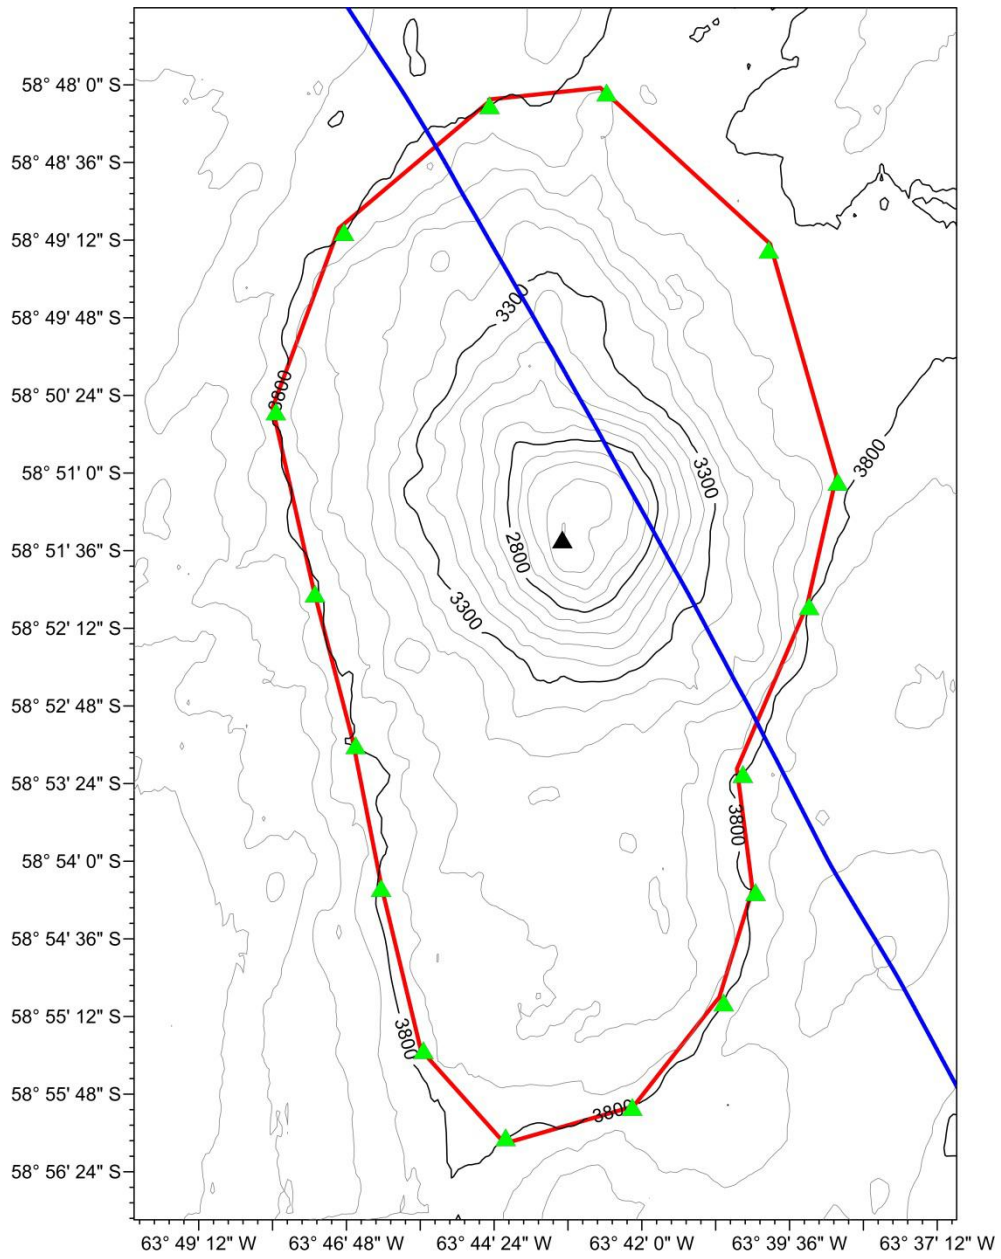 58° 48' 0" S
58° 48' 36" S
58° 49' 12" S
3300
58° 49' 48" S
3800
58° 50' 24" S
3800
3300
58° 51' 0" S
2800
58° 51' 36" S
3300
58° 52' 12" S
58° 52' 48" S
58° 53' 24" S
3800
58° 54' 0" S
58° 54' 36" S
58° 55' 12" S
3800
58° 55' 48" S
3800
58° 56' 24" S
63° 49' 12" W 63° 46' 48" W 63° 44' 24" W 63° 42' 0" W 63° 39' 36" W 63° 37' 12" W